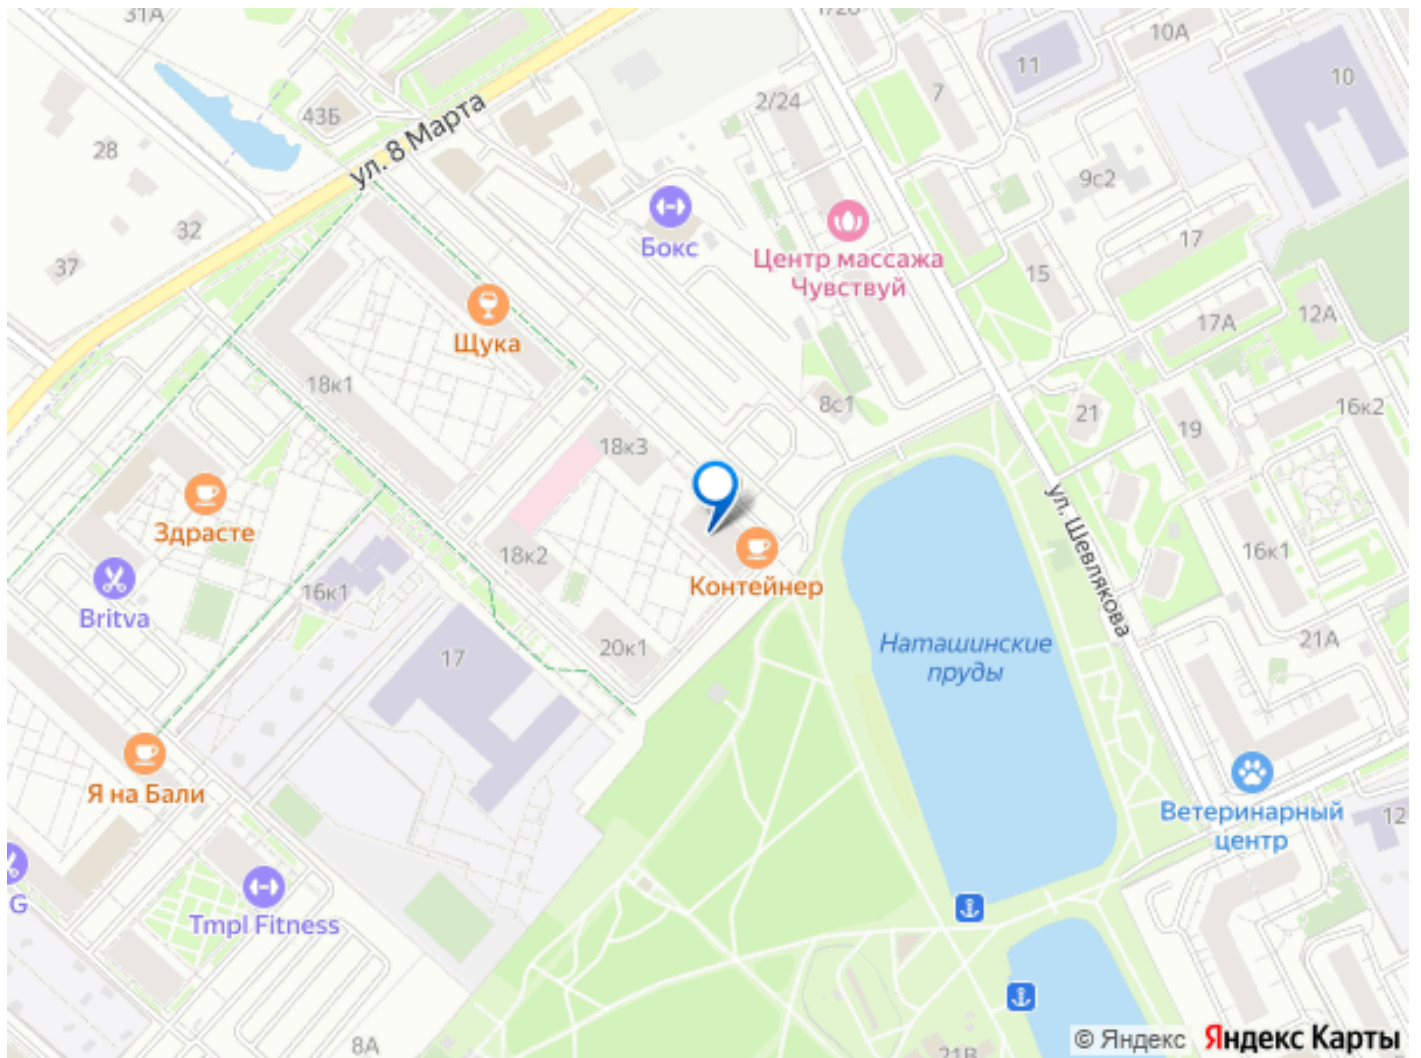 31А
10А
11
10
7
2/24
43Б
ул. 8 Марта
28
9с2
32
Бокс
Центр массажа
Чувствуй
17
37
15
Щука
17А
12А
18к1
8с1
21
19
16к2
18к3
Здрасте
ул. Шевлякова
18к2
16к1
Контейнер
16к1
Britva
Наташинские
пруды
20к1
17
21А
Я на Бали
Ветеринарный
центр
12
G
Tmpl Fitness
8А
21В
© Яндекс
Яндекс Карты